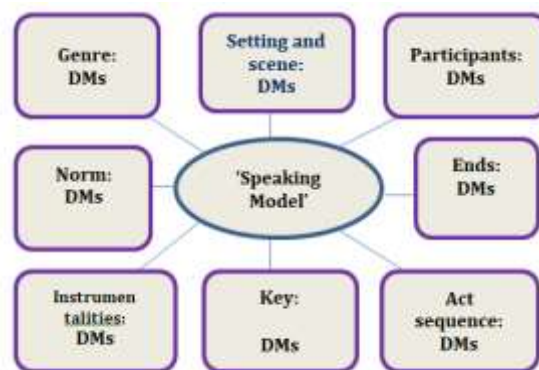 Genre:
DMs
Setting and
scene:
DMs
Participants:
DMs
Norm:
DMs
'Speaking
Model'
Ends:
DMs
Instrumen
talities:
DMs
Key:
DMs
Act
sequence:
DMs